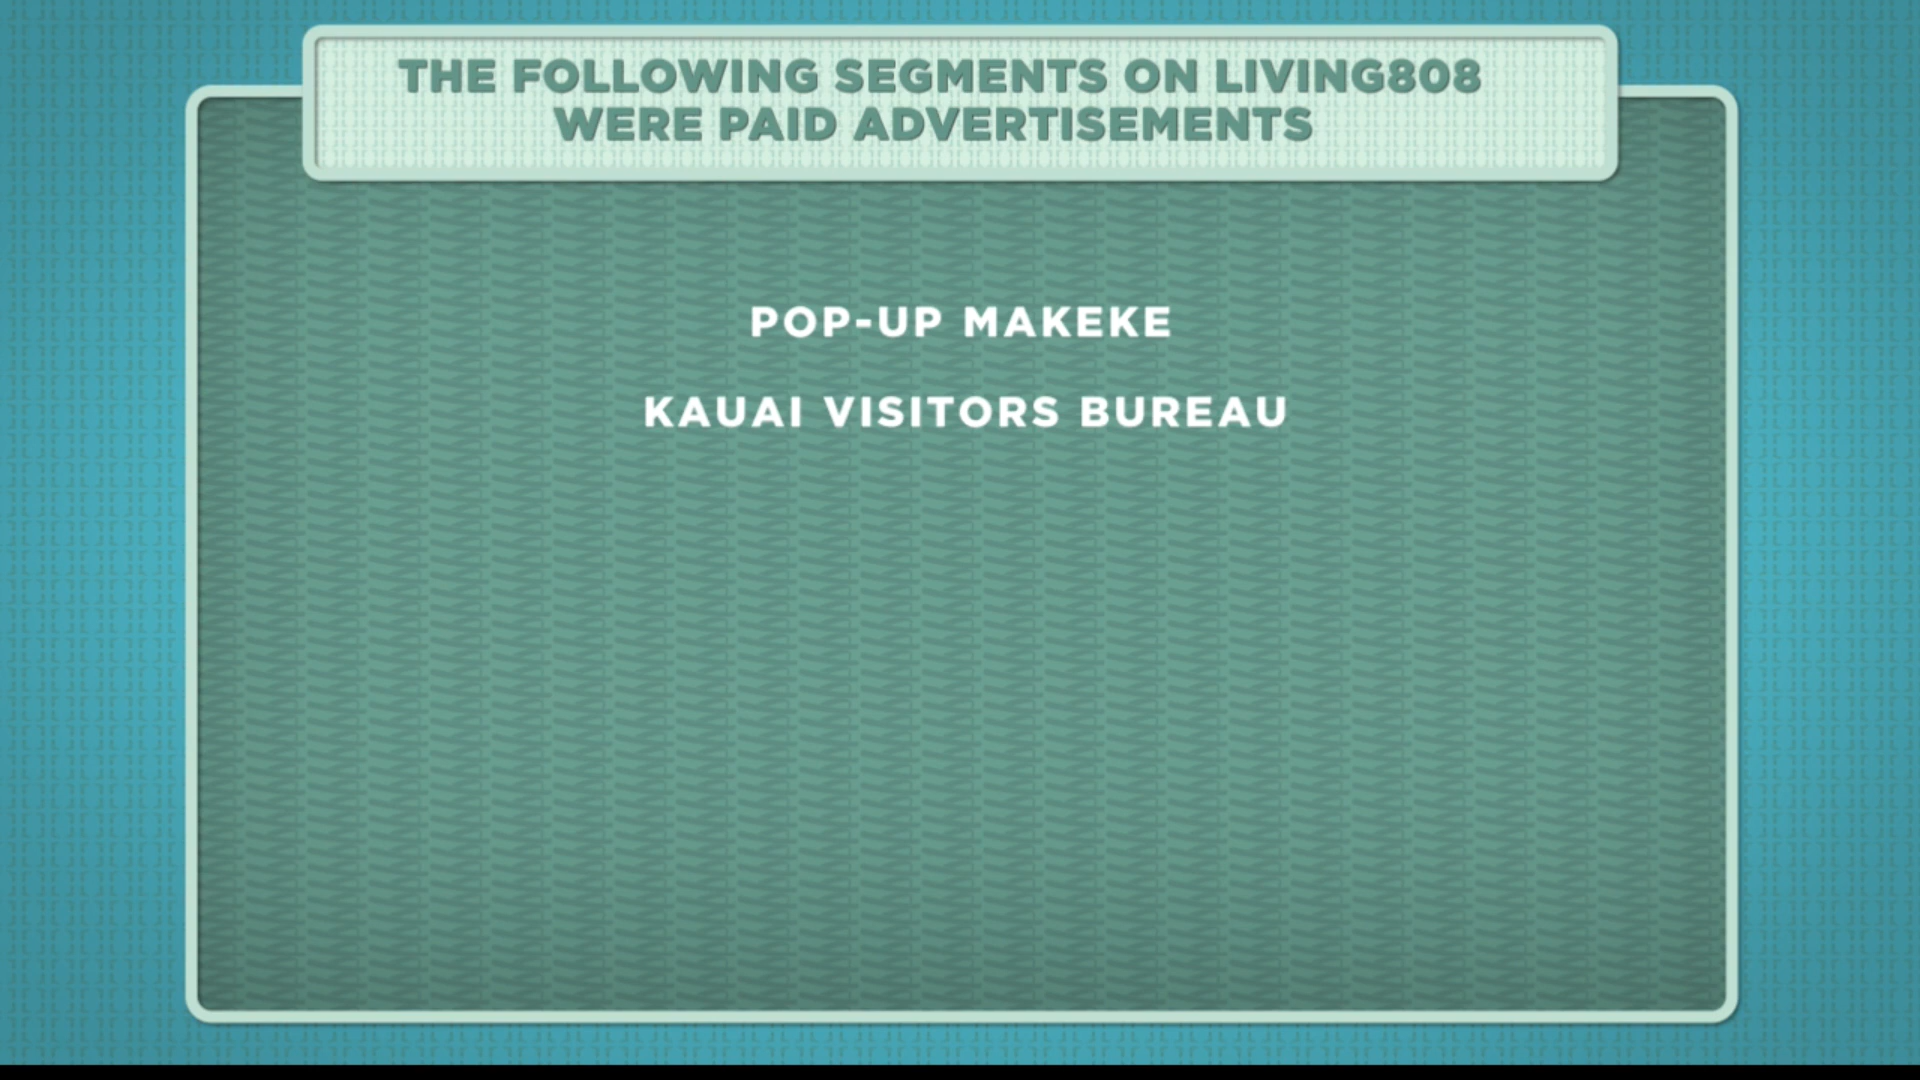 THE FOLLOWING SEGMENTS ON LIVING808
WERE PAID ADVERTISEMENTS
POP-UP MAKEKE
KAUAI VISITORS BUREAU